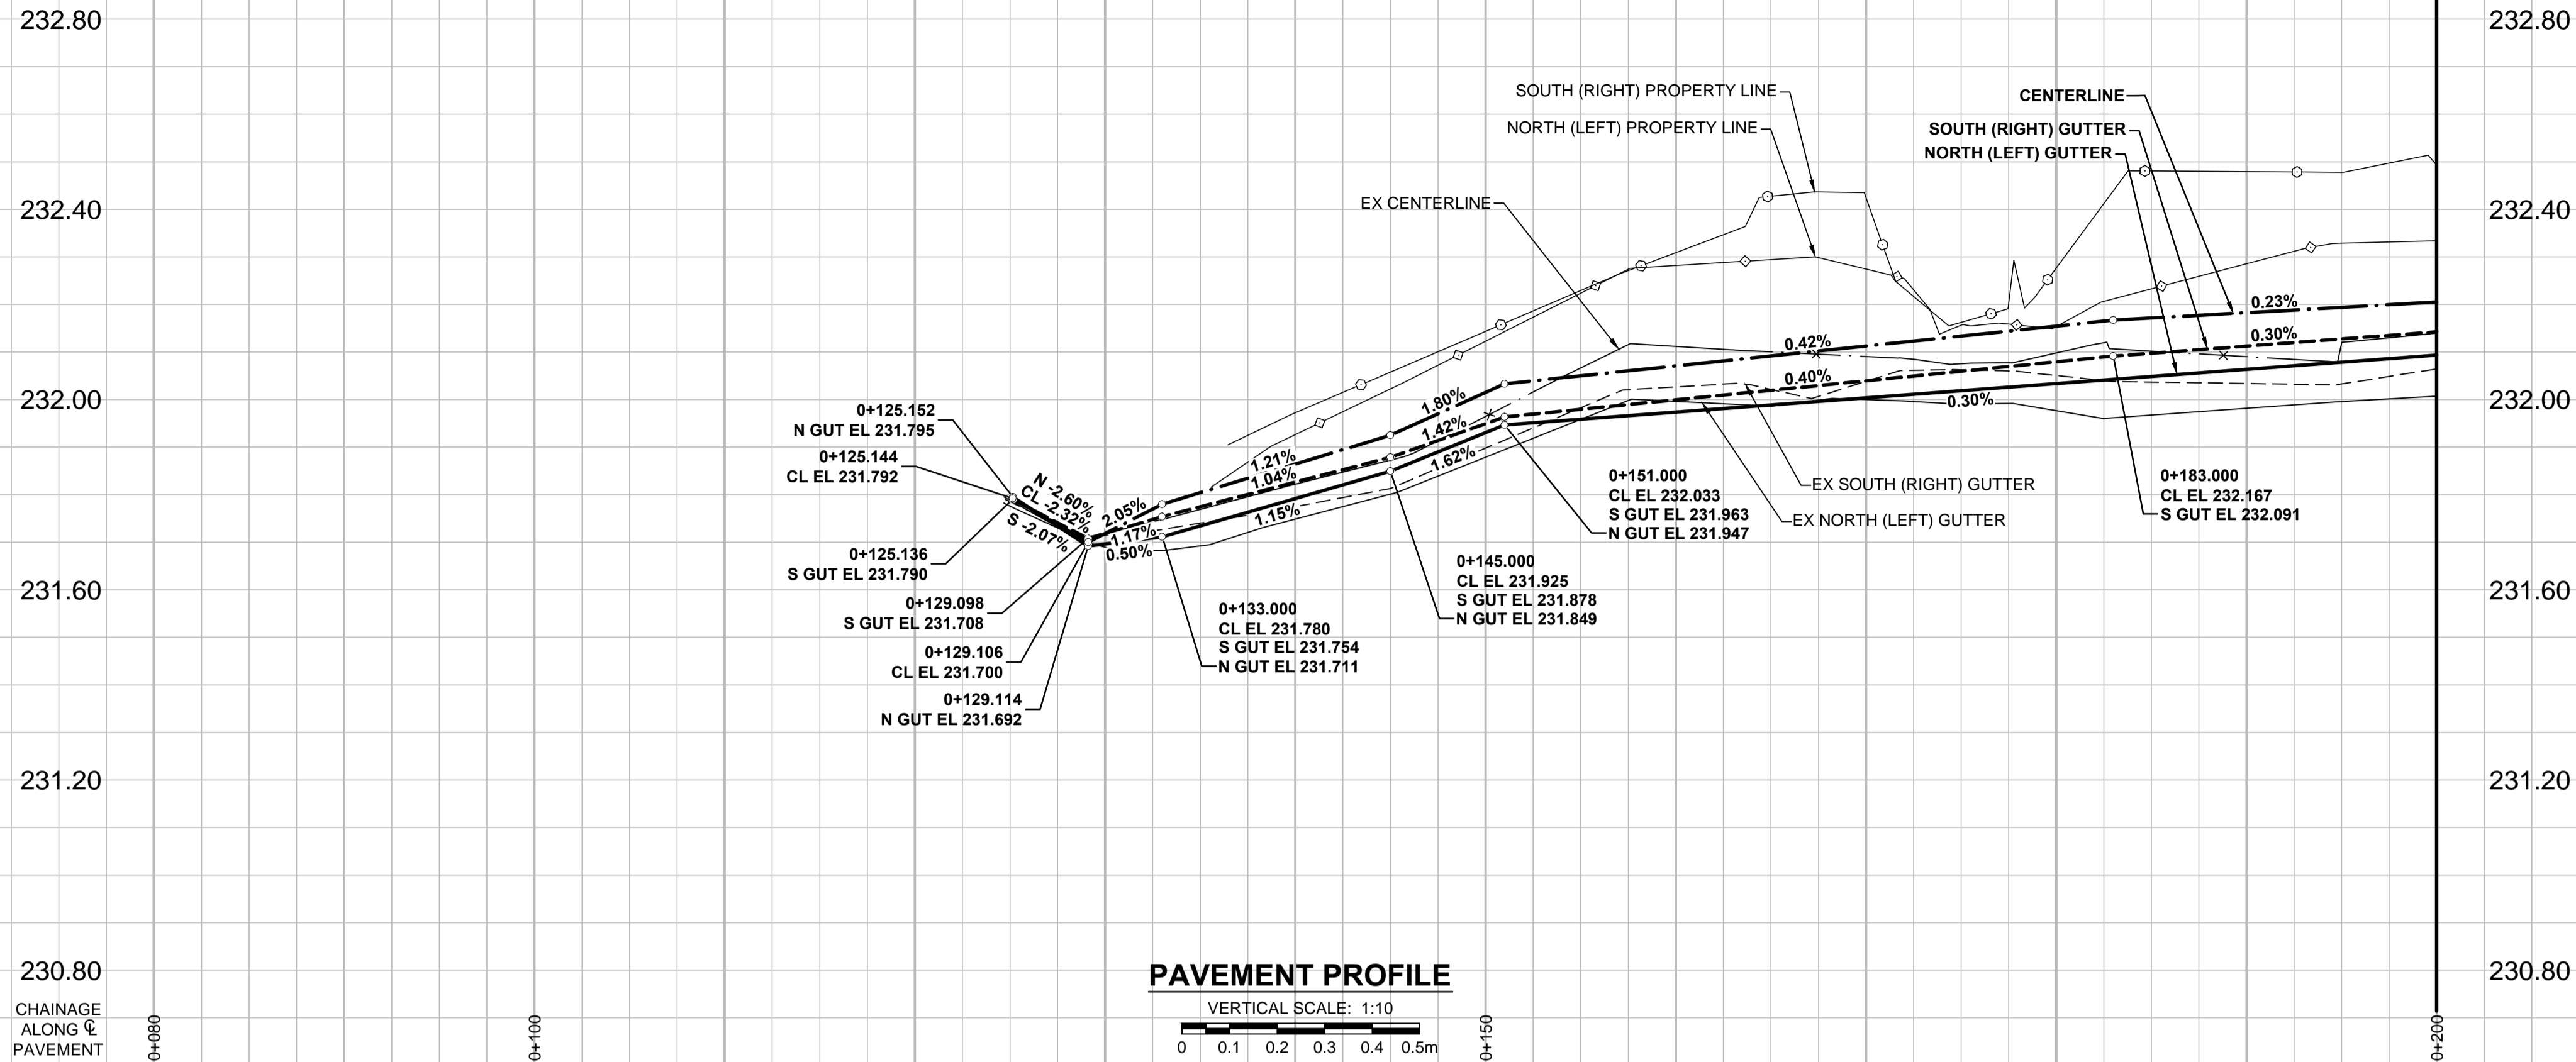 232.80
232.80
SOUTH (RIGHT) PROPERTY LINE
CENTERLINE
NORTH (LEFT) PROPERTY LINE
SOUTH (RIGHT) GUTTER
NORTH (LEFT) GUTTER
EX CENTERLINE
232.40
232.40
0.23%
0.30%
0.42%
0.40%
0.30%
232.00
232.00
1.80%
1.42%
1.62%
0+125.152
N GUT EL 231.795
0+125.144
CL EL 231.792
1.21%
1.04%
1.15%
N -2.60%
CL -2.32%
S -2.07%
2.05%
1.17%
0.50%
0+151.000
CL EL 232.033
S GUT EL 231.963
N GUT EL 231.947
EX SOUTH (RIGHT) GUTTER
EX NORTH (LEFT) GUTTER
0+183.000
CL EL 232.167
S GUT EL 232.091
0+125.136
S GUT EL 231.790
0+145.000
CL EL 231.925
S GUT EL 231.878
N GUT EL 231.849
231.60
231.60
0+129.098
S GUT EL 231.708
0+133.000
CL EL 231.780
S GUT EL 231.754
N GUT EL 231.711
0+129.106
CL EL 231.700
0+129.114
N GUT EL 231.692
231.20
231.20
230.80
230.80
PAVEMENT PROFILE
VERTICAL SCALE: 1:10
0 0.1 0.2 0.3 0.4 0.5m
CHAINAGE
ALONG ℄
PAVEMENT
0+080
0+100
0+150
0+200